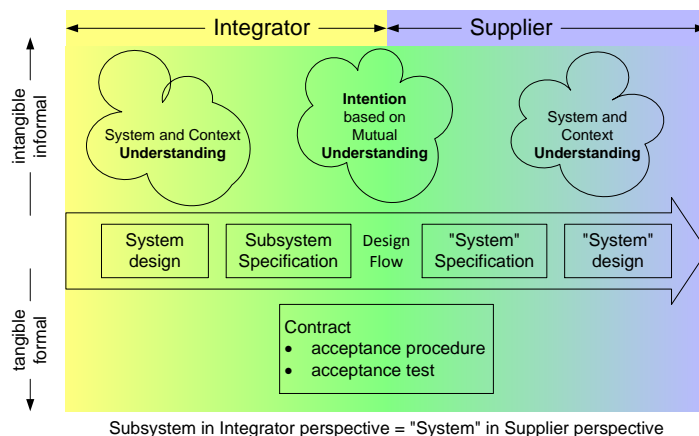 Integrator
Supplier
intangible
informal
System and Context
Understanding
Intention
based on
Mutual
Understanding
System and
Context
Understanding
System
design
Subsystem
Specification
Design
Flow
"System"
Specification
"System"
design
tangible
formal
Contract
• acceptance procedure
• acceptance test
Subsystem in Integrator perspective = "System" in Supplier perspective